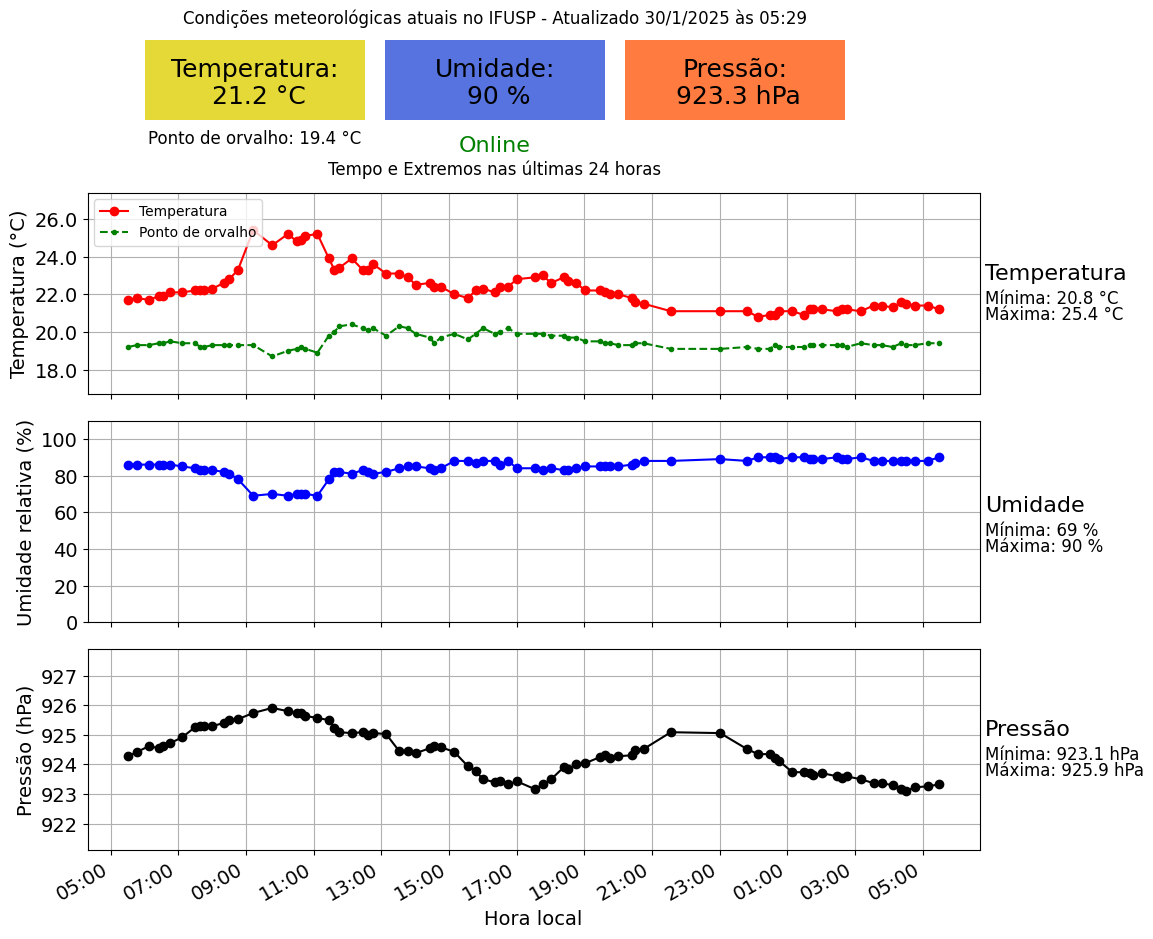 Condições meteorológicas atuais no IFUSP - Atualizado 30/1/2025 às 05:29
Temperatura:
21.2 °C
Umidade:
90 %
Pressão:
923.3 hPa
Ponto de orvalho: 19.4 °C
Online
Tempo e Extremos nas últimas 24 horas
Temperatura (°C)
26.0
24.0
22.0
20.0
18.0
Temperatura
Ponto de orvalho
Temperatura
Mínima: 20.8 °C
Máxima: 25.4 °C
Umidade relativa (%)
100
80
60
40
20
0
Umidade
Mínima: 69 %
Máxima: 90 %
Pressão (hPa)
927
926
925
924
923
922
Pressão
Mínima: 923.1 hPa
Máxima: 925.9 hPa
05:00 07:00 09:00 11:00 13:00 15:00 17:00 19:00 21:00 23:00 01:00 03:00 05:00
Hora local